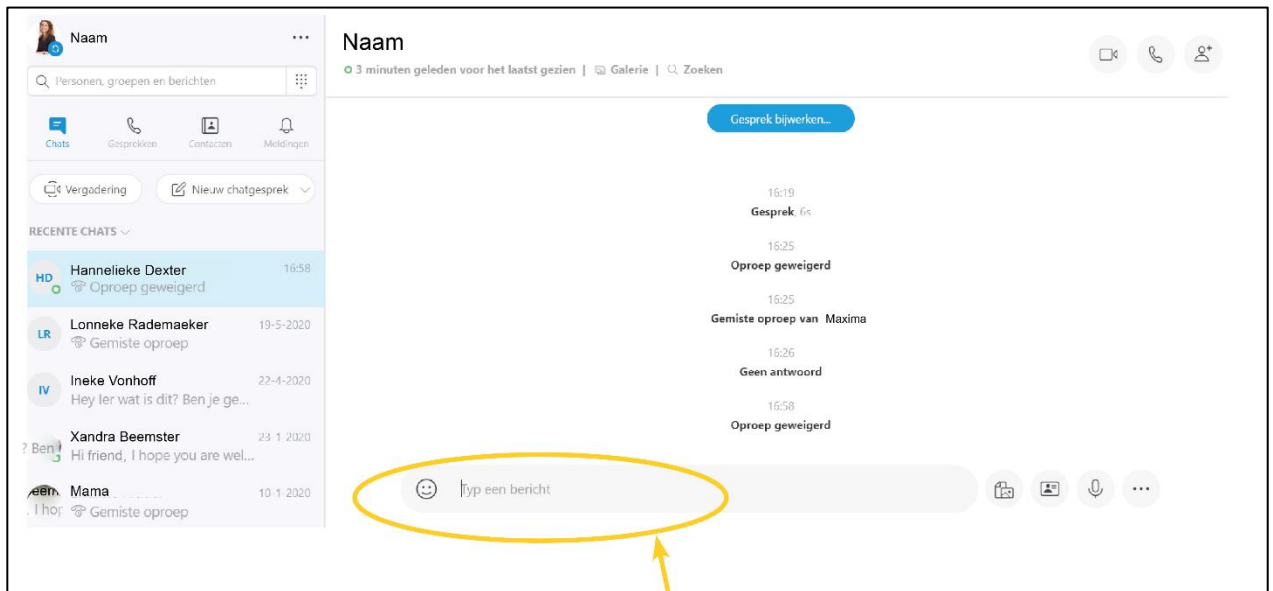 Naam
Personen, groepen en berichten
Chats
Gesprekken
Contacten
Meldingen
Vergadering
Nieuw chatgesprek
RECENTE CHATS
HD
Hannelieke Dexter
16:58
Oproep geweigerd
LR
Lonneke Rademaeker
19-5-2020
Gemiste oproep
IV
Ineke Vonhoff
22-4-2020
Hey Ier wat is dit? Ben je ge...
Xandra Beemster
23-1-2020
? Ben
Hi friend, I hope you are wel...
Mama
10-1-2020
Gemiste oproep
Naam
3 minuten geleden voor het laatst gezien | Galerie | Zoeken
Gesprek bijwerken...
16:19
Gesprek, 6s
16:25
Oproep geweigerd
16:25
Gemiste oproep van Maxima
16:26
Geen antwoord
16:58
Oproep geweigerd
Typ een bericht